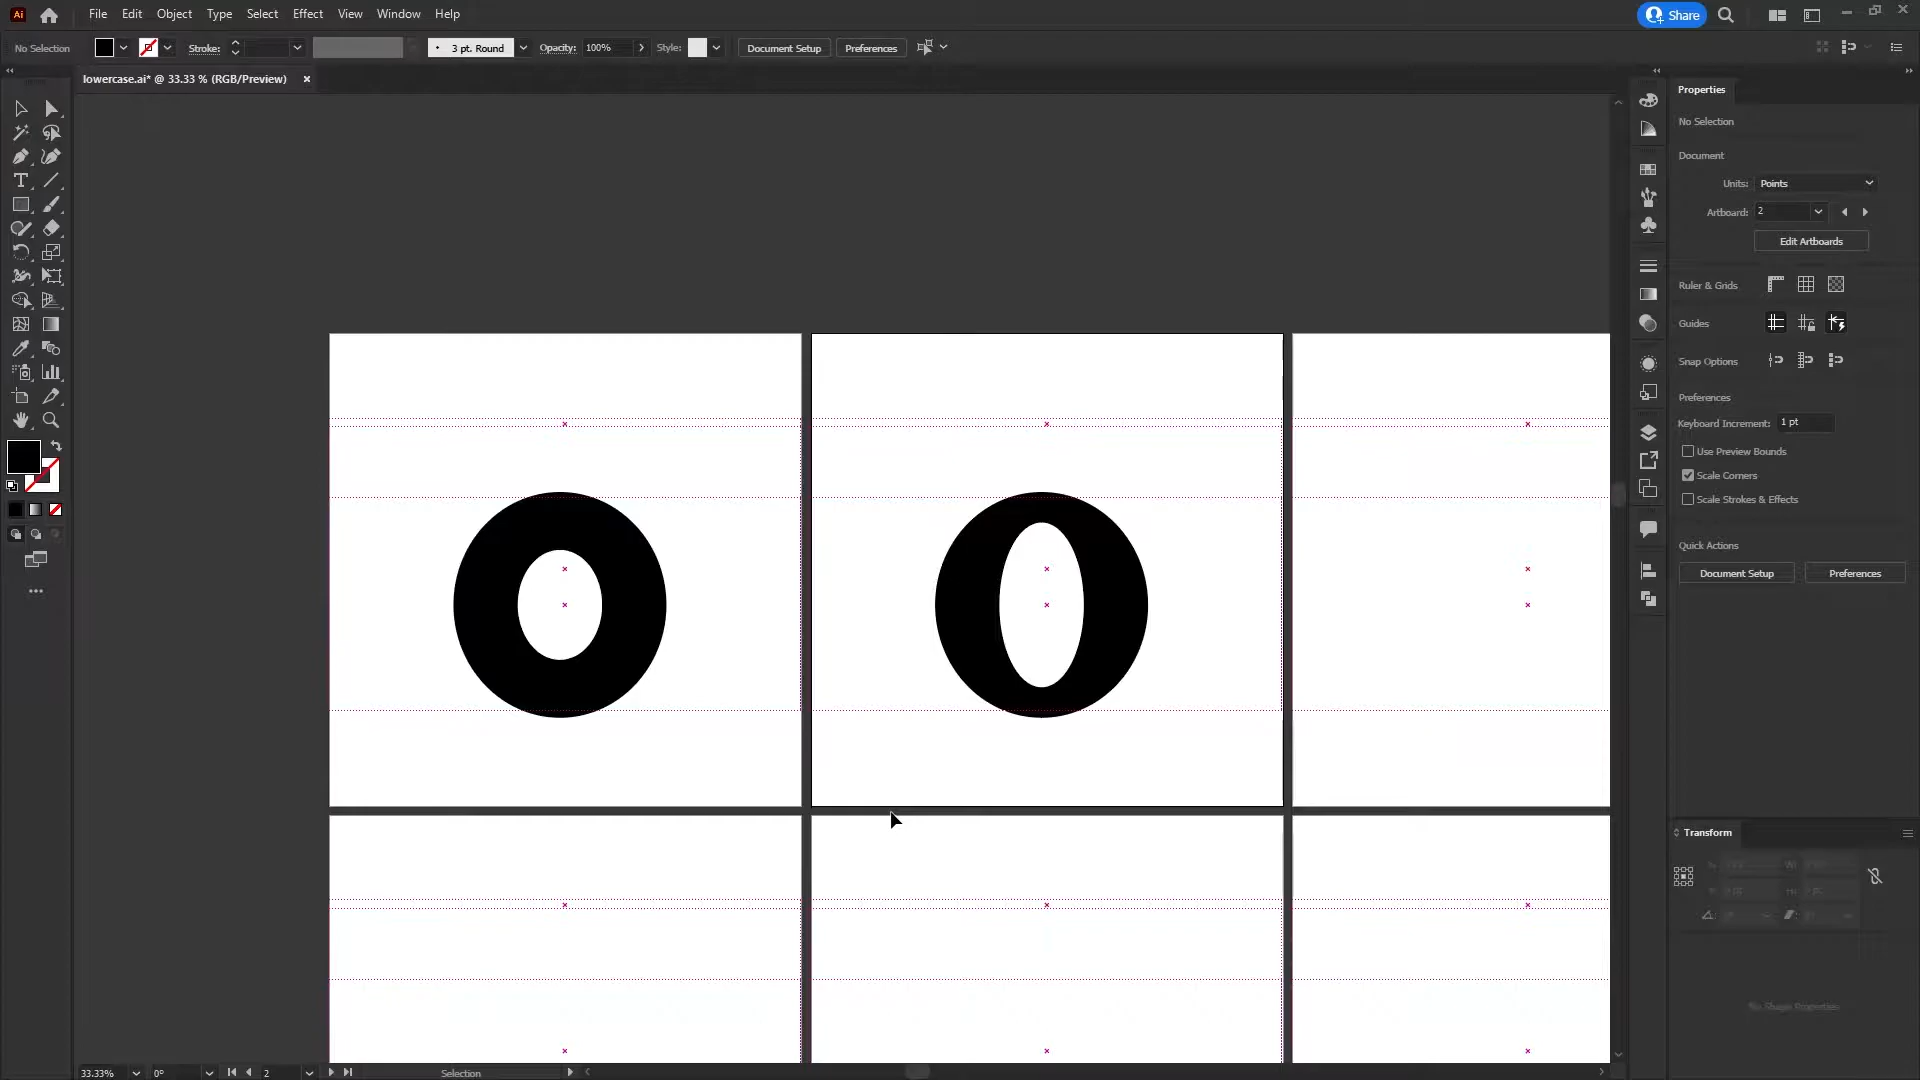 Ai File Edit Object Type Select Effect View Window Help Share
No Selection Stroke: 3 pt. Round Opacity: 100% Style: Document Setup Preferences
lowercase.ai* @ 33.33 % (RGB/Preview) ×
Properties
No Selection
Document
Units: Points
Artboard: 2
Edit Artboards
Ruler & Grids
Guides
Snap Options
Preferences
Keyboard Increment: 1 pt
Use Preview Bounds
Scale Corners
Scale Strokes & Effects
Quick Actions
Document Setup Preferences
o o
Transform
No Shape Properties
33.33% 0° 2 Selection